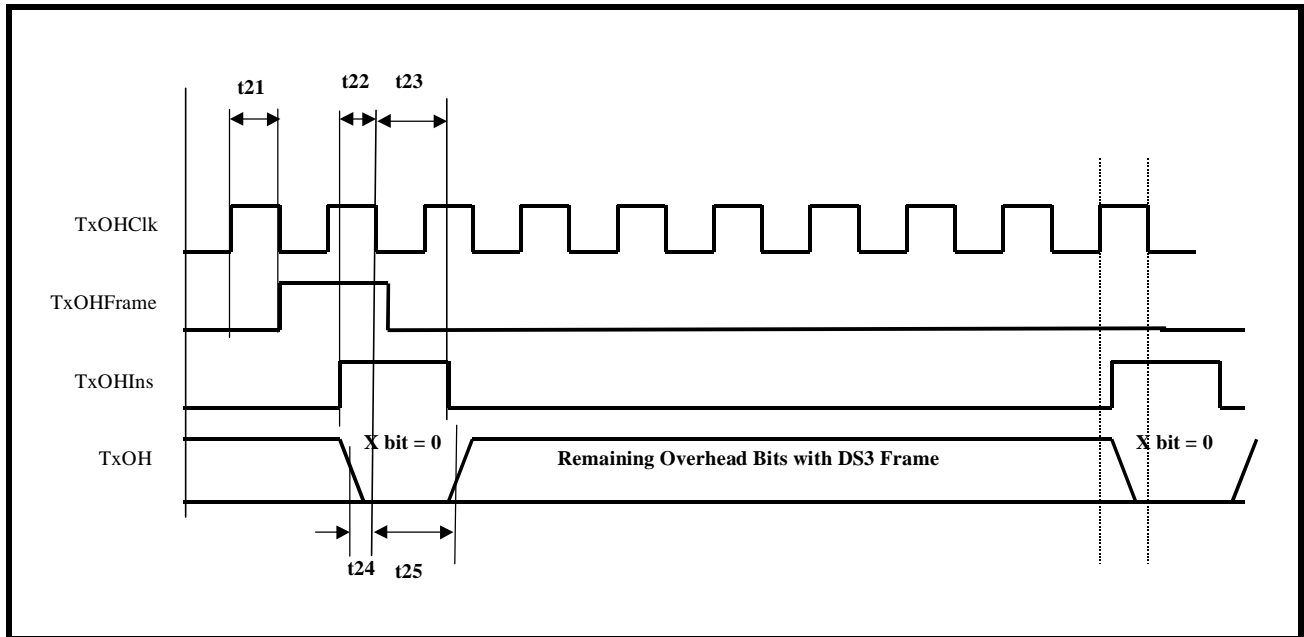 t21
t22
t23
TxOHClk
TxOHFrame
TxOHIns
TxOH
X bit = 0
Remaining Overhead Bits with DS3 Frame
X bit = 0
t24
t25